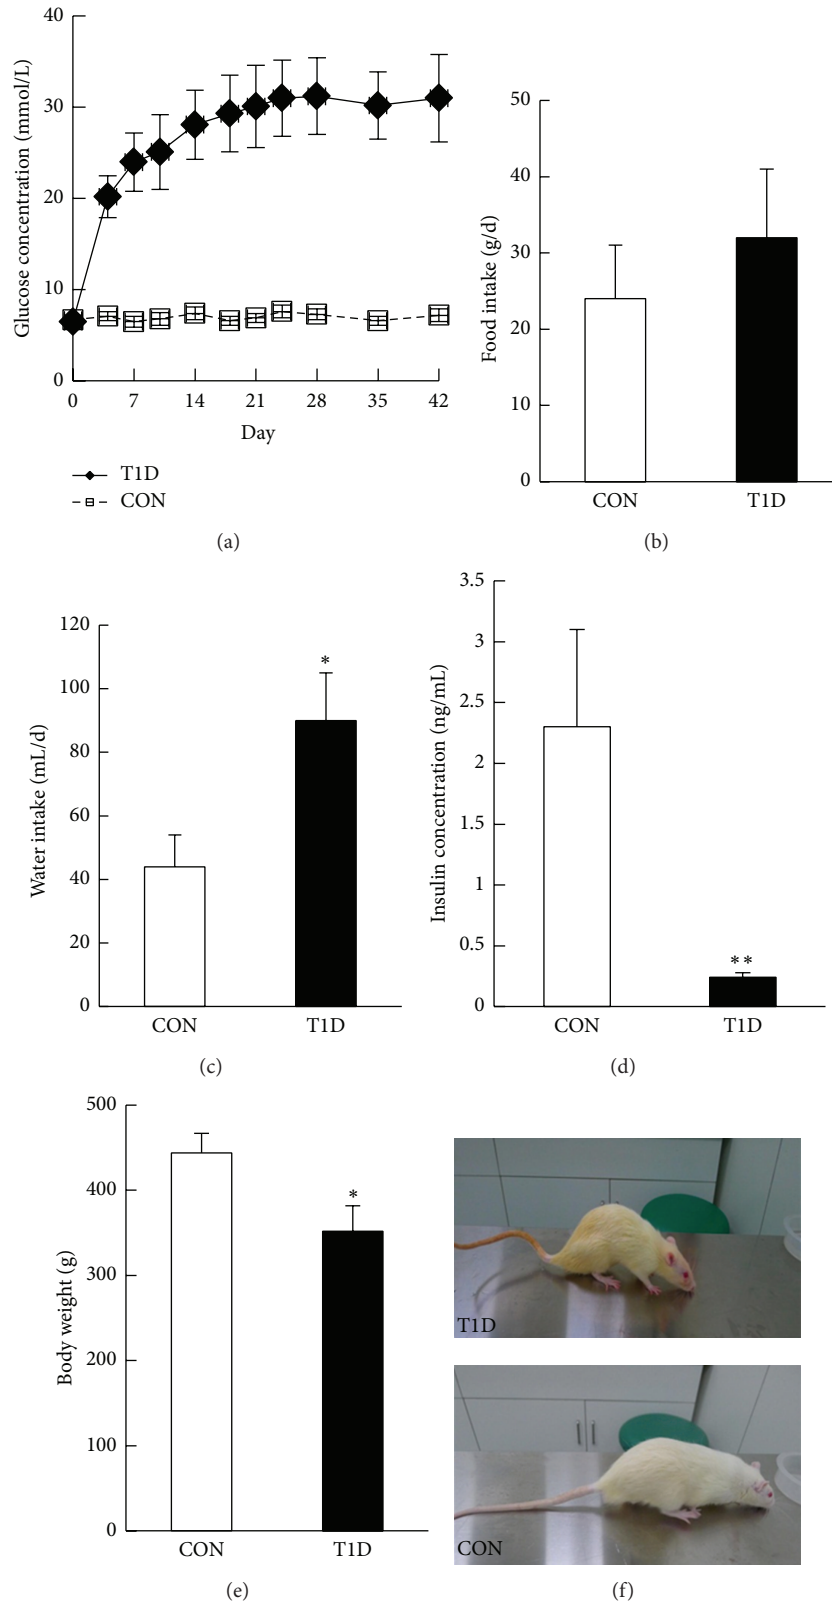 40
30
20
10
0
Glucose concentration (mmol/L)
0 7 14 21 28 35 42
Day
T1D
CON
(a)
50
40
30
20
10
0
Food intake (g/d)
CON T1D
(b)
120
100
80
60
40
20
0
Water intake (mL/d)
*
CON T1D
(c)
3.5
3
2.5
2
1.5
1
0.5
0
Insulin concentration (ng/mL)
**
CON T1D
(d)
500
400
300
200
100
0
Body weight (g)
*
CON T1D
(e)
T1D
CON
(f)